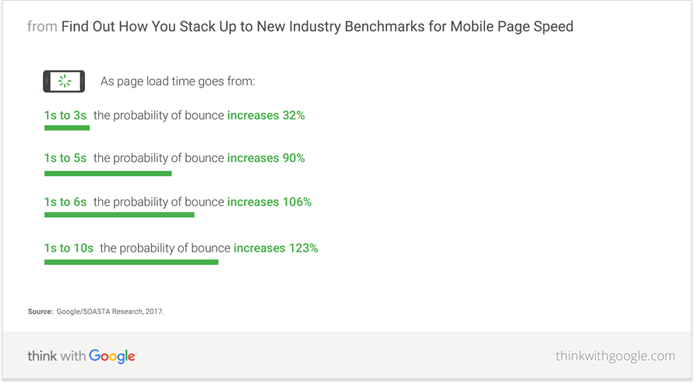 from Find Out How You Stack Up to New Industry Benchmarks for Mobile Page Speed
As page load time goes from:
1s to 3s the probability of bounce increases 32%
1s to 5s the probability of bounce increases 90%
1s to 6s the probability of bounce increases 106%
1s to 10s the probability of bounce increases 123%
Source: Google/SOASTA Research, 2017.
think with Google
thinkwithgoogle.com